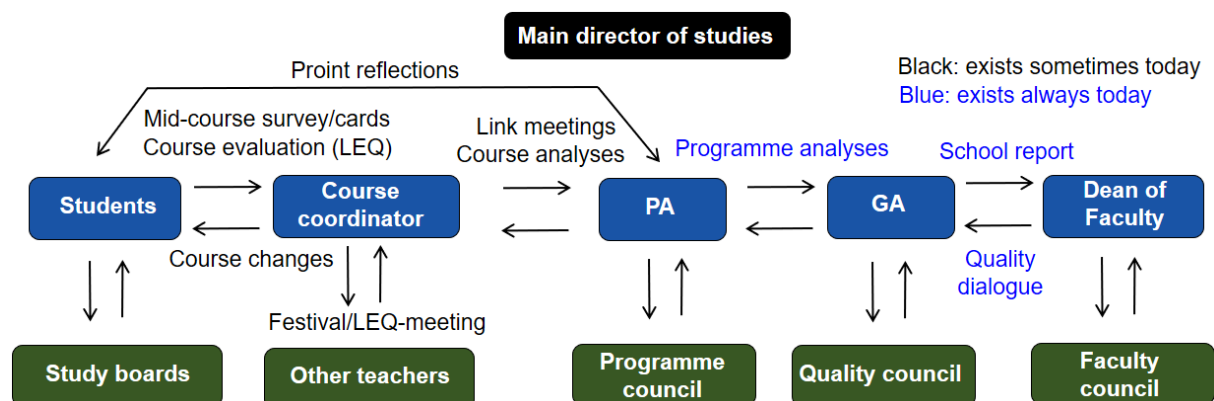 Main director of studies
Proint reflections
Black: exists sometimes today
Blue: exists always today
Mid-course survey/cards
Course evaluation (LEQ)
Link meetings
Course analyses
Programme analyses
School report
Students
Course
coordinator
PA
GA
Dean of
Faculty
Course changes
Quality
dialogue
Festival/LEQ-meeting
Study boards
Other teachers
Programme
council
Quality council
Faculty
council